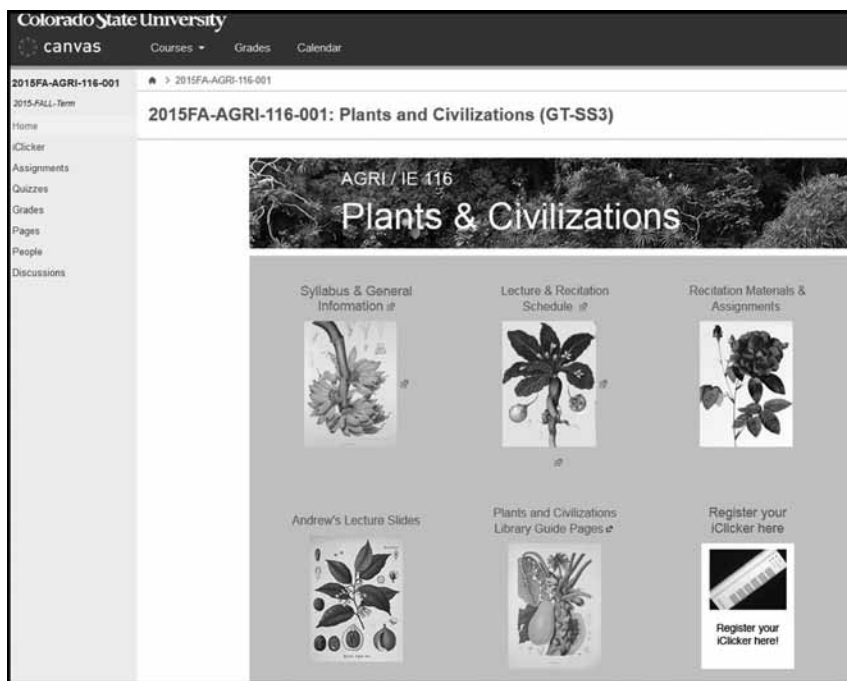 Colorado State University
canvas
Courses
Grades
Calendar
2015FA-AGRI-116-001
2015-FALL-Term
Home
iClicker
Assignments
Quizzes
Grades
Pages
People
Discussions
> 2015FA-AGRI-116-001
2015FA-AGRI-116-001: Plants and Civilizations (GT-SS3)
AGRI / IE 116
Plants & Civilizations
Syllabus & General
Information
Lecture & Recitation
Schedule
Recitation Materials &
Assignments
Andrew's Lecture Slides
Plants and Civilizations
Library Guide Pages
Register your
iClicker here
Register your
iClicker here!